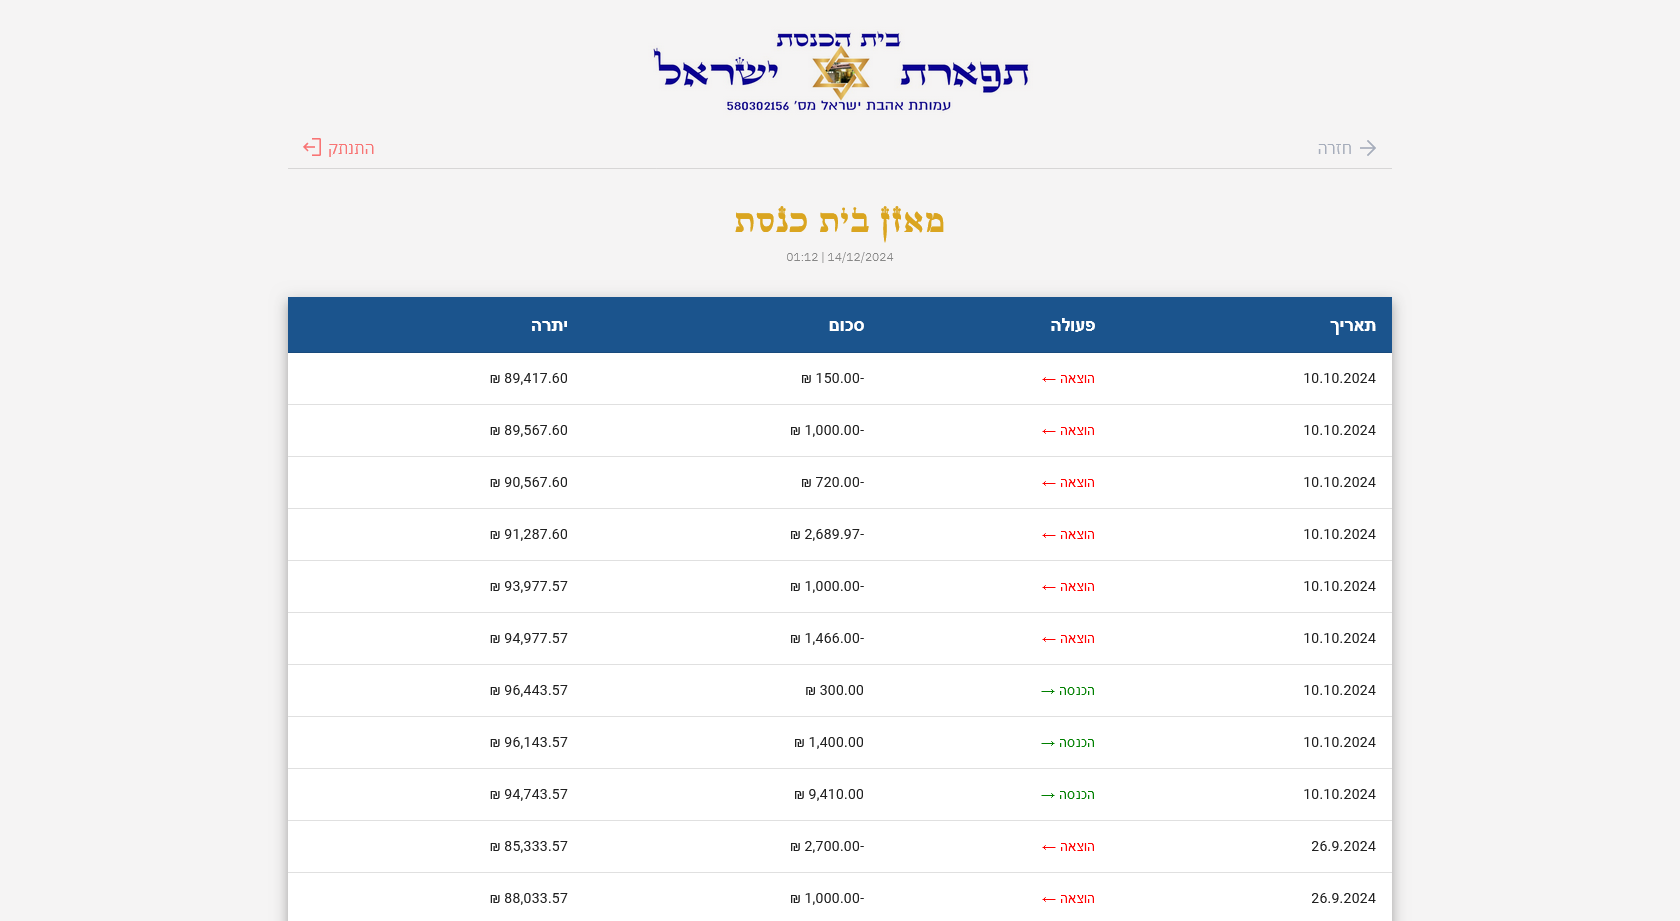 בית הכנסת
תפארת ישראל
עמותת אהבת ישראל מס' 580302156
חזרה
התנתק
מאזן בית כנסת
14/12/2024 | 01:12
תאריך פעולה סכום יתרה
10.10.2024 הוצאה ← -150.00 ₪ 89,417.60 ₪
10.10.2024 הוצאה ← -1,000.00 ₪ 89,567.60 ₪
10.10.2024 הוצאה ← -720.00 ₪ 90,567.60 ₪
10.10.2024 הוצאה ← -2,689.97 ₪ 91,287.60 ₪
10.10.2024 הוצאה ← -1,000.00 ₪ 93,977.57 ₪
10.10.2024 הוצאה ← -1,466.00 ₪ 94,977.57 ₪
10.10.2024 הכנסה → 300.00 ₪ 96,443.57 ₪
10.10.2024 הכנסה → 1,400.00 ₪ 96,143.57 ₪
10.10.2024 הכנסה → 9,410.00 ₪ 94,743.57 ₪
26.9.2024 הוצאה ← -2,700.00 ₪ 85,333.57 ₪
26.9.2024 הוצאה ← -1,000.00 ₪ 88,033.57 ₪